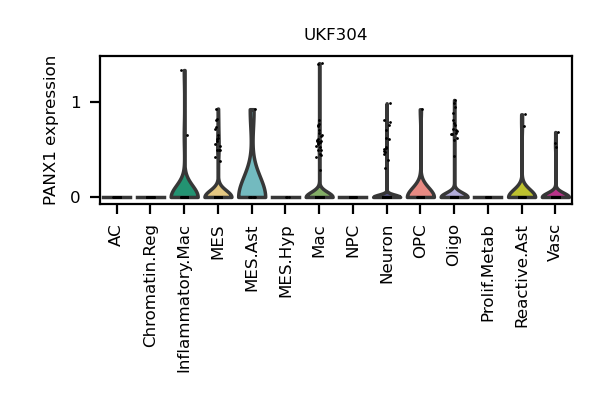 UKF304
PANX1 expression
1
0
AC
Chromatin.Reg
Inflammatory.Mac
MES
MES.Ast
MES.Hyp
Mac
NPC
Neuron
OPC
Oligo
Prolif.Metab
Reactive.Ast
Vasc